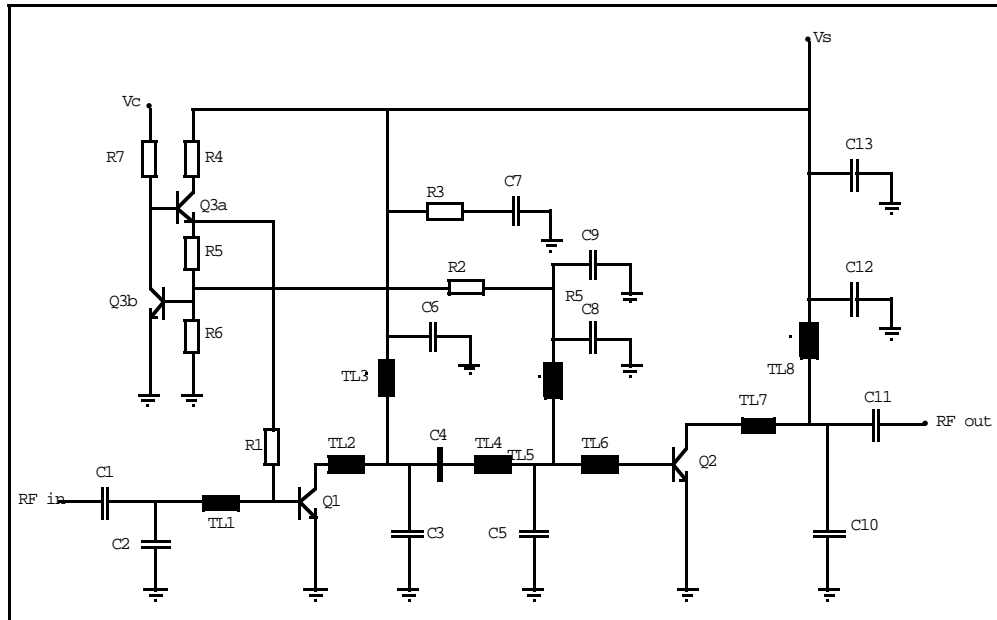 Vs
Vc
R7
R4
C13
Q3a
R3
C7
R5
C9
R2
Q3b
R5
C12
C6
C8
R6
TL3
TL8
TL7
C11
RF out
R1
TL2
C4
TL4
TL5
TL6
Q2
C1
RF in
Q1
TL1
C2
C3
C5
C10